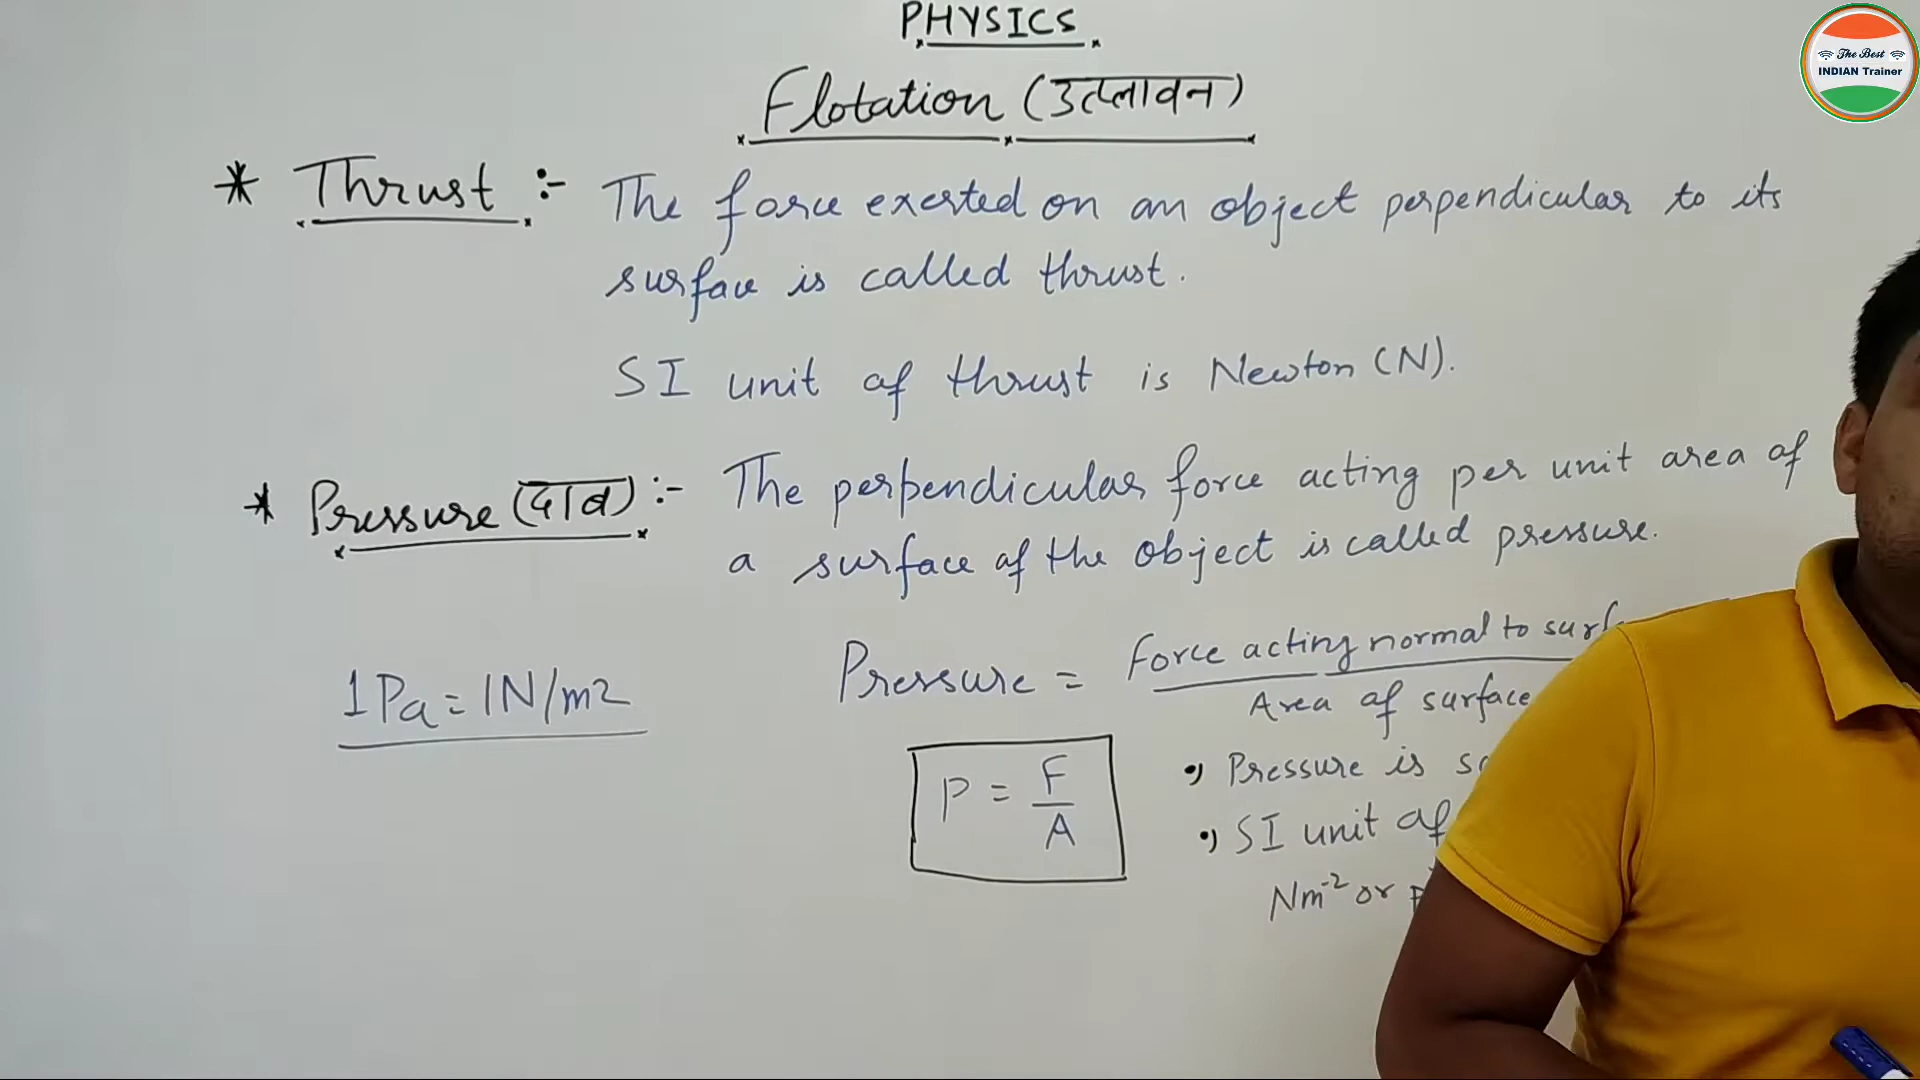 PHYSICS
Flotation (उत्प्लावन)
* Thrust :- The force exerted on an object perpendicular to its
surface is called thrust.
SI unit of thrust is Newton (N).
* Pressure (दाब) :- The perpendicular force acting per unit area of
a surface of the object is called pressure.
Pressure = Force acting normal to
Area of surface
1Pa = 1N/m2
P = F
A
•) Pressure is
•) SI unit of
Nm⁻² or
The Best
INDIAN Trainer